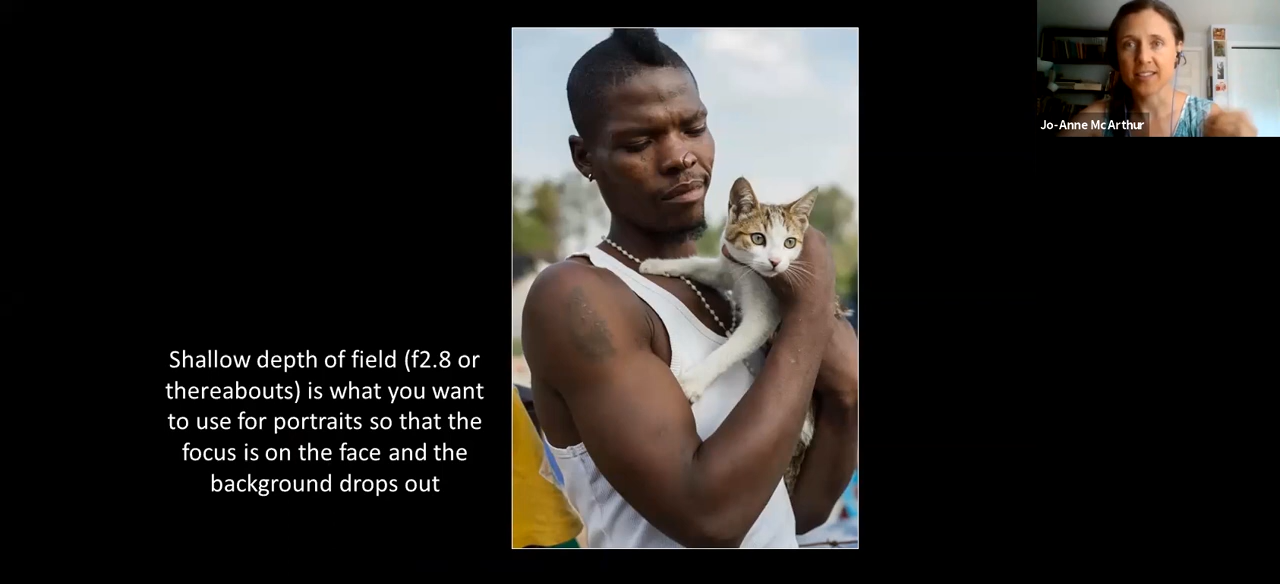 Jo-Anne McArthur
Shallow depth of field (f2.8 or
thereabouts) is what you want
to use for portraits so that the
focus is on the face and the
background drops out